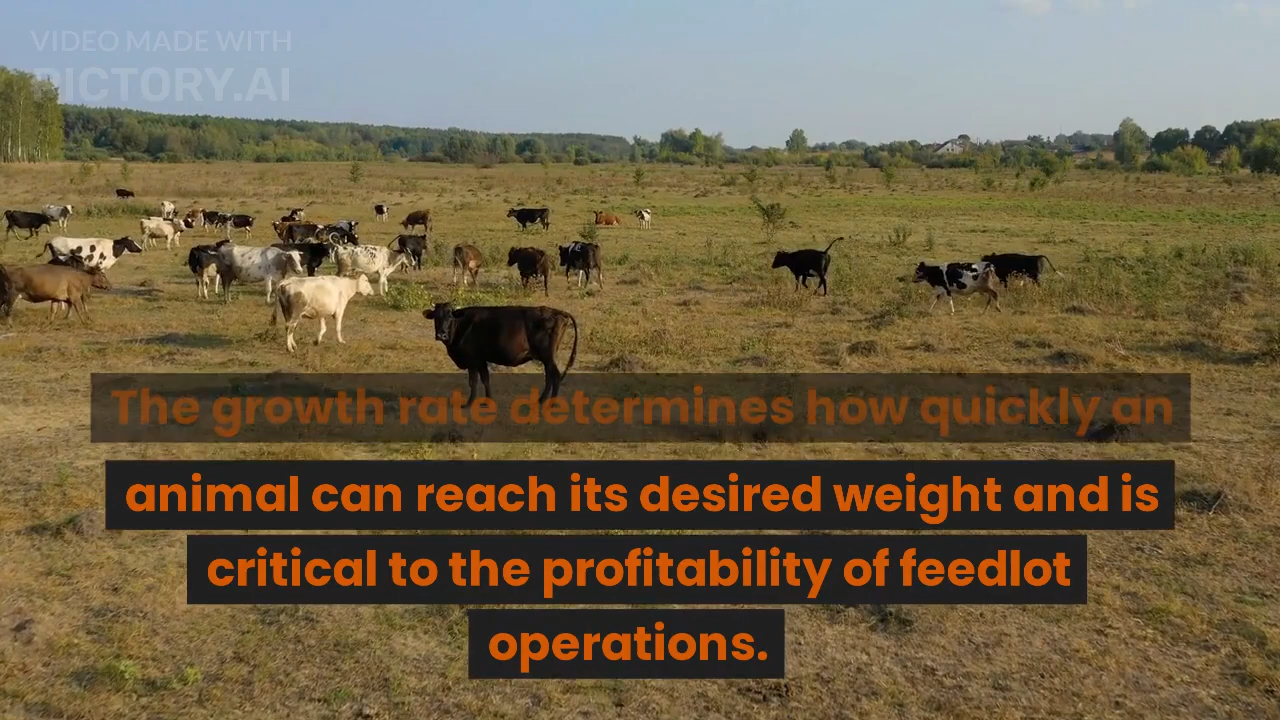 VIDEO MADE WITH
PICTORY.AI
The growth rate determines how quickly an
animal can reach its desired weight and is
critical to the profitability of feedlot
operations.